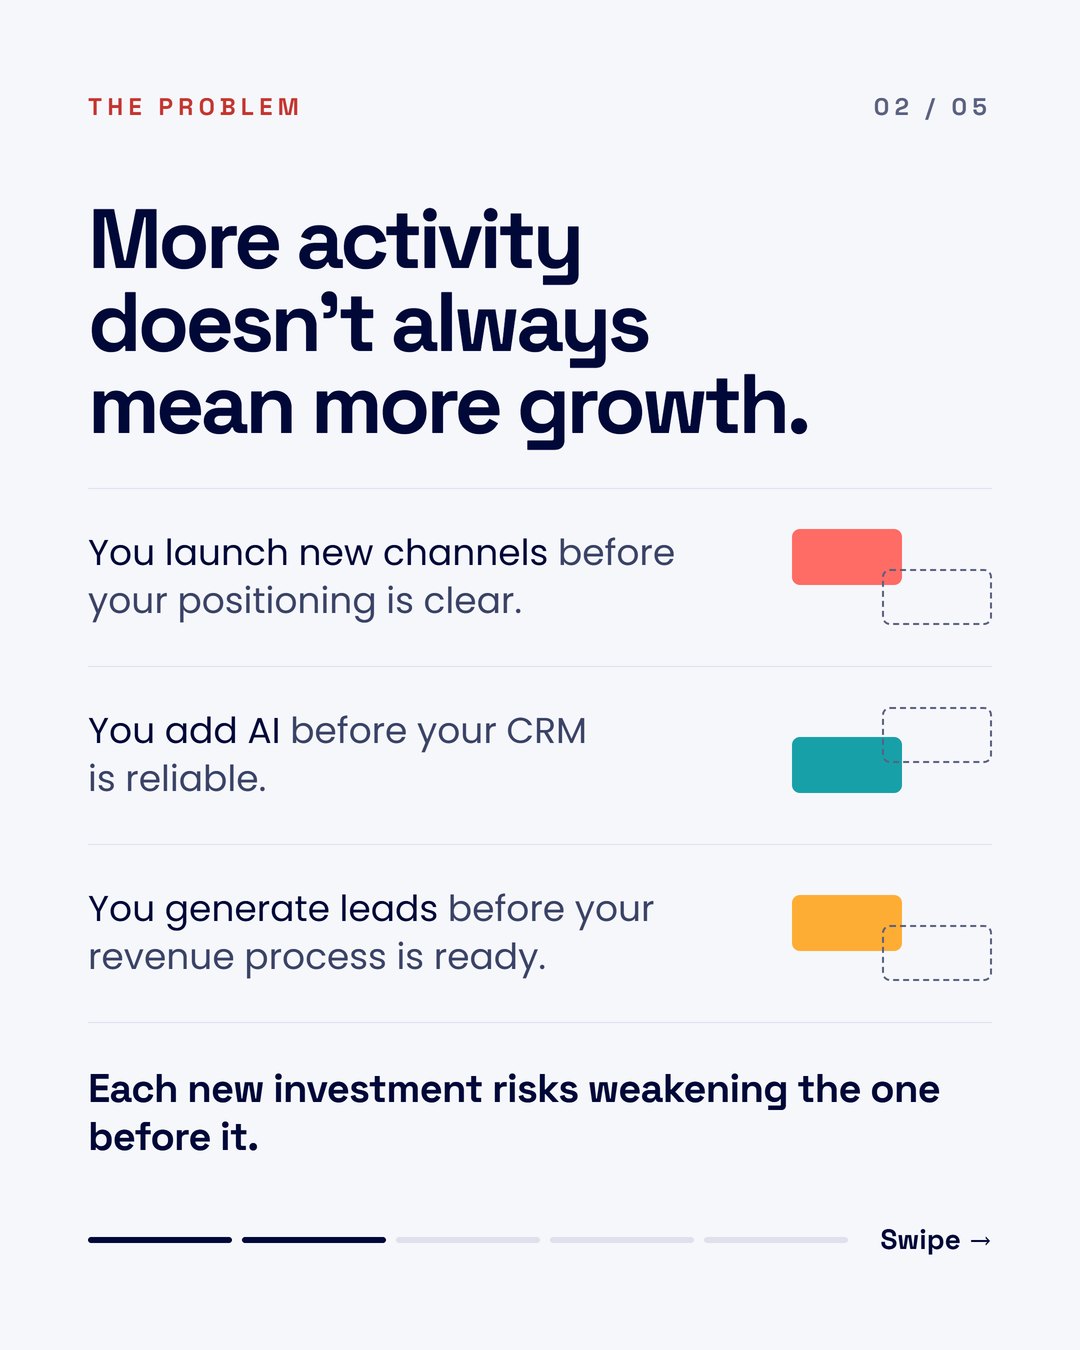 THE PROBLEM
02 / 05
More activity
doesn’t always
mean more growth.
You launch new channels before
your positioning is clear.
You add AI before your CRM
is reliable.
You generate leads before your
revenue process is ready.
Each new investment risks weakening the one
before it.
Swipe →